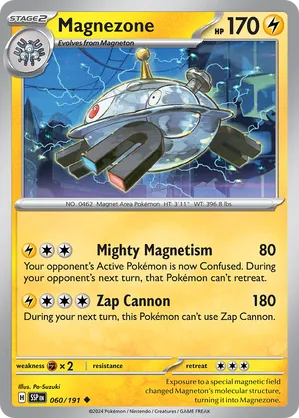 STAGE2 Magnezone HP 170
Evolves from Magneton
NO. 0462 Magnet Area Pokémon HT: 3'11" WT: 396.8 lbs.
Mighty Magnetism 80
Your opponent's Active Pokémon is now Confused. During
your opponent's next turn, that Pokémon can't retreat.
Zap Cannon 180
During your next turn, this Pokémon can't use Zap Cannon.
weakness × 2 resistance retreat
Illus. Po-Suzuki
H SSP EN 060/191
Exposure to a special magnetic field
changed Magneton's molecular structure,
turning it into Magnezone.
©2024 Pokémon / Nintendo / Creatures / GAME FREAK